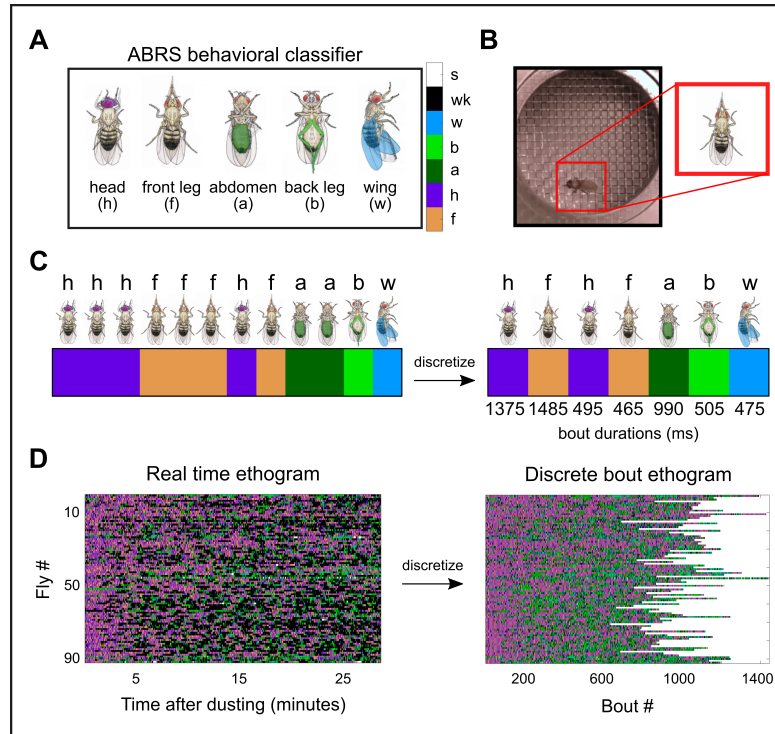 A
ABRS behavioral classifier
head
(h)
front leg
(f)
abdomen
(a)
back leg
(b)
wing
(w)
s
wk
w
b
a
h
f
B
C
h h h f f f h f a a b w
discretize
h f h f a b w
1375 1485 495 465 990 505 475
bout durations (ms)
D
Real time ethogram
Fly #
10
50
90
5 15 25
Time after dusting (minutes)
discretize
Discrete bout ethogram
200 600 1000 1400
Bout #